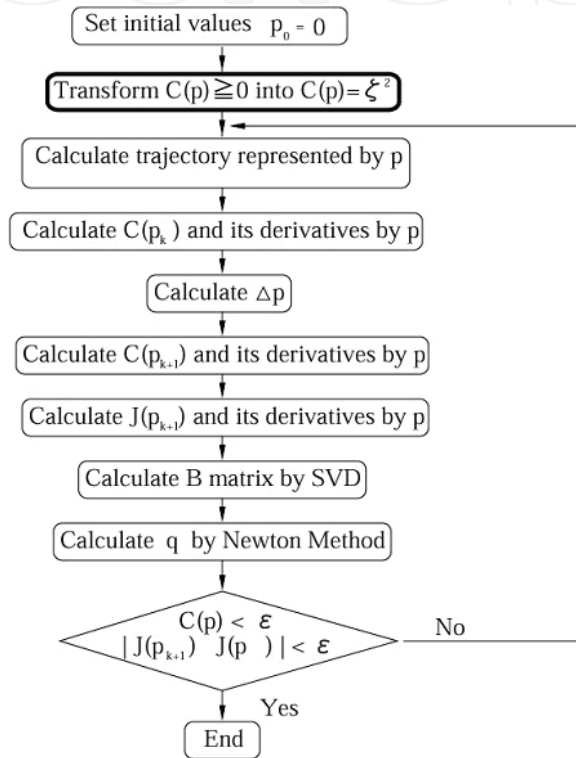 Set initial values p₀ = 0
Transform C(p)≧0 into C(p)=ζ²
Calculate trajectory represented by p
Calculate C(pₖ) and its derivatives by p
Calculate △p
Calculate C(pₖ₊₁) and its derivatives by p
Calculate J(pₖ₊₁) and its derivatives by p
Calculate B matrix by SVD
Calculate q by Newton Method
C(p) < ε
|J(pₖ₊₁) J(p )| < ε
No
Yes
End